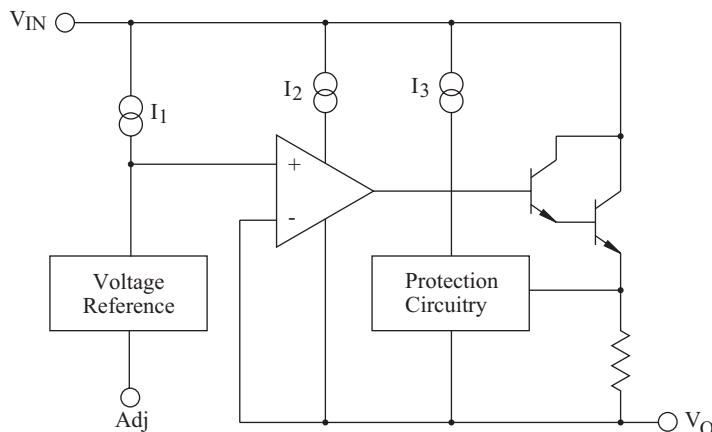 VIN
I1
I2
I3
+
-
Voltage
Reference
Protection
Circuitry
Adj
VO